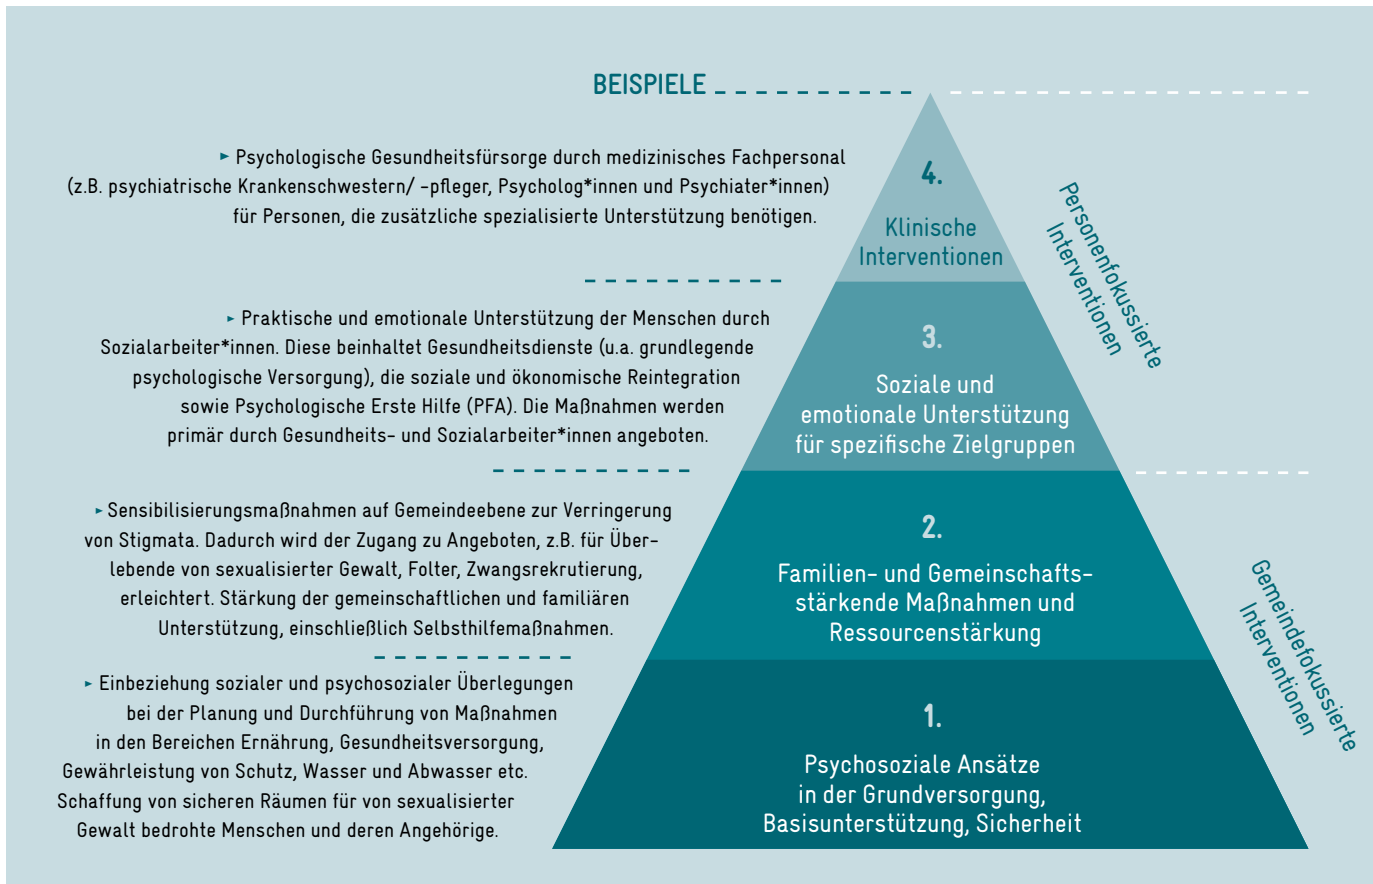 BEISPIELE
► Psychologische Gesundheitsfürsorge durch medizinisches Fachpersonal
(z.B. psychiatrische Krankenschwestern/ -pfleger, Psycholog*innen und Psychiater*innen)
für Personen, die zusätzliche spezialisierte Unterstützung benötigen.
4.
Klinische
Interventionen
Personenfokussierte
Interventionen
► Praktische und emotionale Unterstützung der Menschen durch
Sozialarbeiter*innen. Diese beinhaltet Gesundheitsdienste (u.a. grundlegende
psychologische Versorgung), die soziale und ökonomische Reintegration
sowie Psychologische Erste Hilfe (PFA). Die Maßnahmen werden
primär durch Gesundheits- und Sozialarbeiter*innen angeboten.
3.
Soziale und
emotionale Unterstützung
für spezifische Zielgruppen
► Sensibilisierungsmaßnahmen auf Gemeindeebene zur Verringerung
von Stigmata. Dadurch wird der Zugang zu Angeboten, z.B. für Über-
lebende von sexualisierter Gewalt, Folter, Zwangsrekrutierung,
erleichtert. Stärkung der gemeinschaftlichen und familiären
Unterstützung, einschließlich Selbsthilfemaßnahmen.
2.
Familien- und Gemeinschafts-
stärkende Maßnahmen und
Ressourcenstärkung
Gemeindefokussierte
Interventionen
► Einbeziehung sozialer und psychosozialer Überlegungen
bei der Planung und Durchführung von Maßnahmen
in den Bereichen Ernährung, Gesundheitsversorgung,
Gewährleistung von Schutz, Wasser und Abwasser etc.
Schaffung von sicheren Räumen für von sexualisierter
Gewalt bedrohte Menschen und deren Angehörige.
1.
Psychosoziale Ansätze
in der Grundversorgung,
Basisunterstützung, Sicherheit